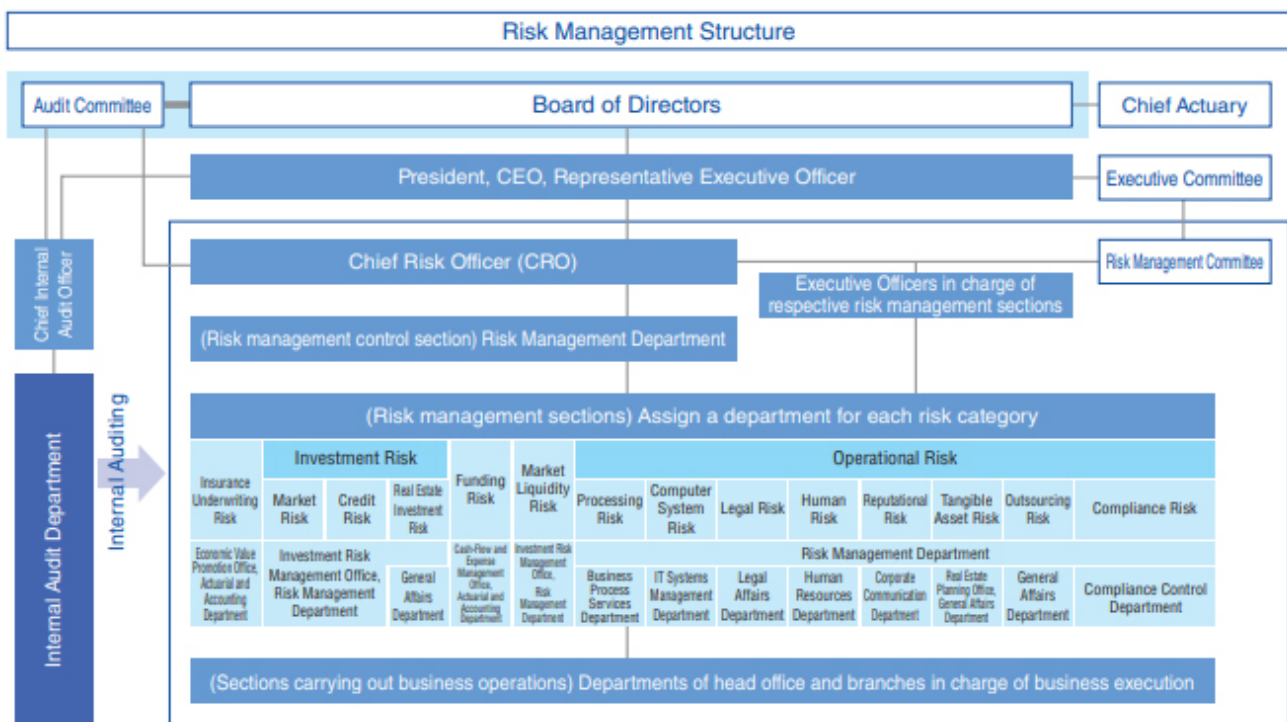 Risk Management Structure
Audit Committee
Board of Directors
Chief Actuary
President, CEO, Representative Executive Officer
Executive Committee
Chief Internal
Audit Officer
Chief Risk Officer (CRO)
Risk Management Committee
Executive Officers in charge of
respective risk management sections
(Risk management control section) Risk Management Department
Internal Audit Department
Internal Auditing
(Risk management sections) Assign a department for each risk category
Insurance
Underwriting
Risk
Investment Risk
Market
Risk
Credit
Risk
Real Estate
Investment
Risk
Funding
Risk
Market
Liquidity
Risk
Operational Risk
Processing
Risk
Computer
System
Risk
Legal Risk
Human
Risk
Reputational
Risk
Tangible
Asset Risk
Outsourcing
Risk
Compliance Risk
Economic Value
Promotion Office,
Actuarial and
Accounting
Department
Investment Risk
Management Office,
Risk Management
Department
General
Affairs
Department
Cash-Flow and
Expense
Management
Office,
Actuarial and
Accounting
Department
Investment Risk
Management
Office,
Risk
Management
Department
Risk Management Department
Business
Process
Services
Department
IT Systems
Management
Department
Legal
Affairs
Department
Human
Resources
Department
Corporate
Communication
Department
Real Estate
Planning Office,
General Affairs
Department
General
Affairs
Department
Compliance Control
Department
(Sections carrying out business operations) Departments of head office and branches in charge of business execution